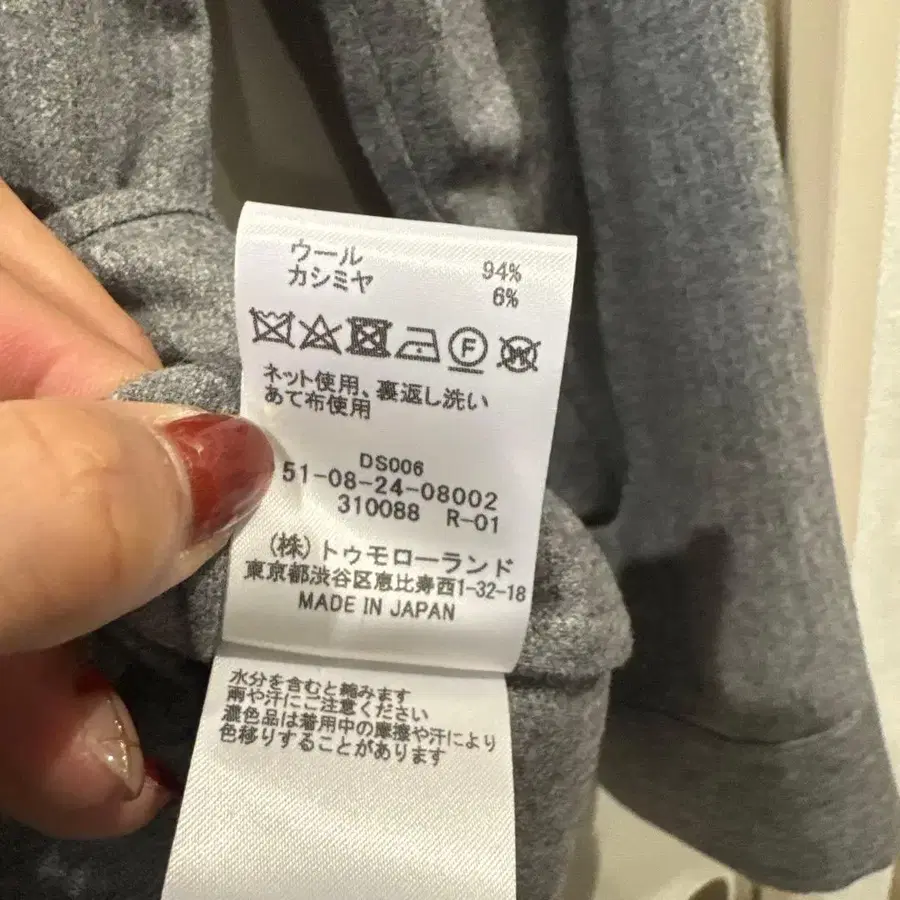 ウール 94%
カシミヤ 6%
F W
ネット使用、裏返し洗い
あて布使用
DS006
51-08-24-08002
310088 R-01
(株)トゥモローランド
東京都渋谷区恵比寿西1-32-18
MADE IN JAPAN
水分を含むと縮みます
雨や汗にご注意ください
濃色品は着用中の摩擦や汗により
色移りすることがあります